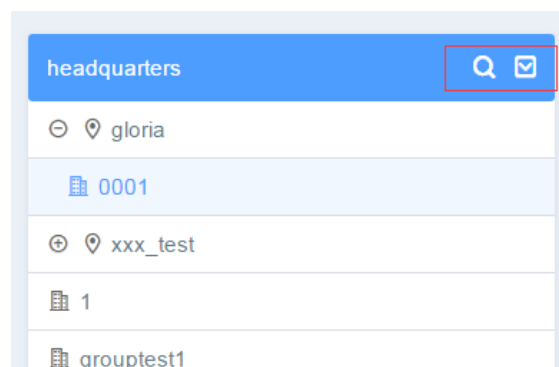 headquarters
gloria
0001
xxx_test
1
grouptest1